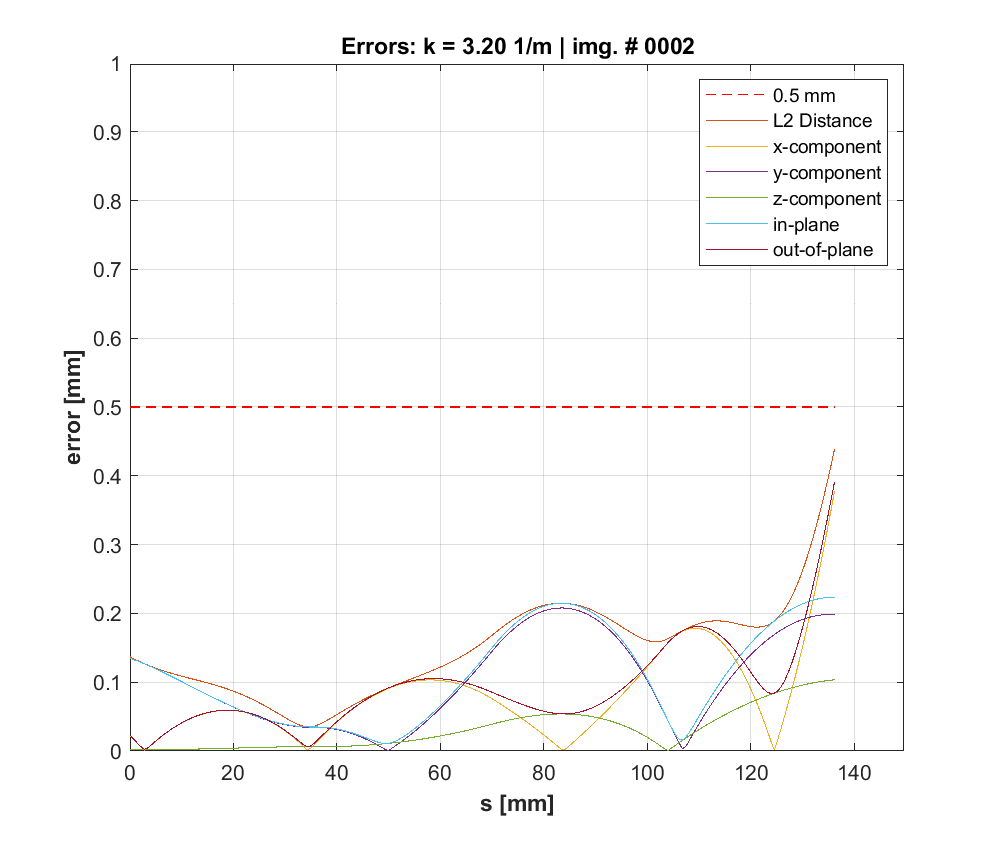 Errors: k = 3.20 1/m | img. # 0002
1
0.9
0.8
0.7
0.6
0.5
0.4
0.3
0.2
0.1
0
error [mm]
0.5 mm
L2 Distance
x-component
y-component
z-component
in-plane
out-of-plane
0 20 40 60 80 100 120 140
s [mm]